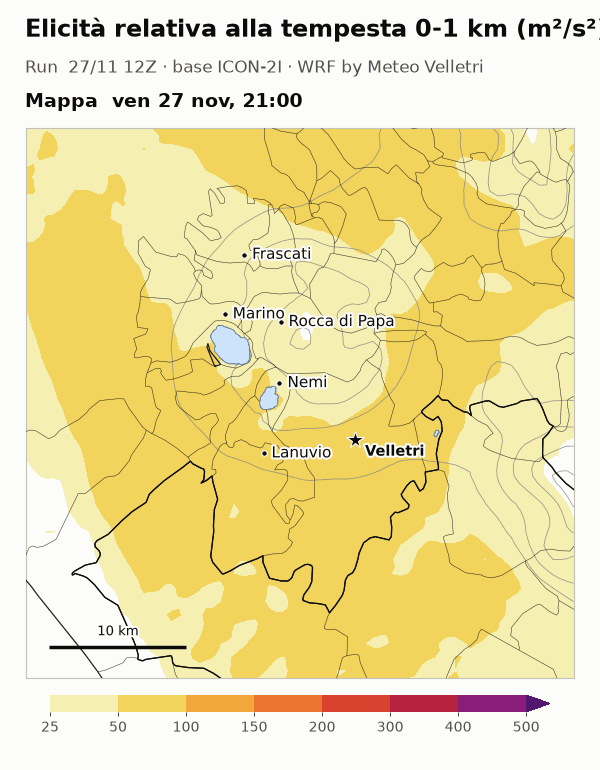 Elicità relativa alla tempesta 0-1 km (m²/s²)
Run  27/11 12Z · base ICON-2I · WRF by Meteo Velletri
Mappa  ven 27 nov, 21:00
Frascati
Marino
Rocca di Papa
Nemi
Velletri
Lanuvio
10 km
25 50 100 150 200 300 400 500